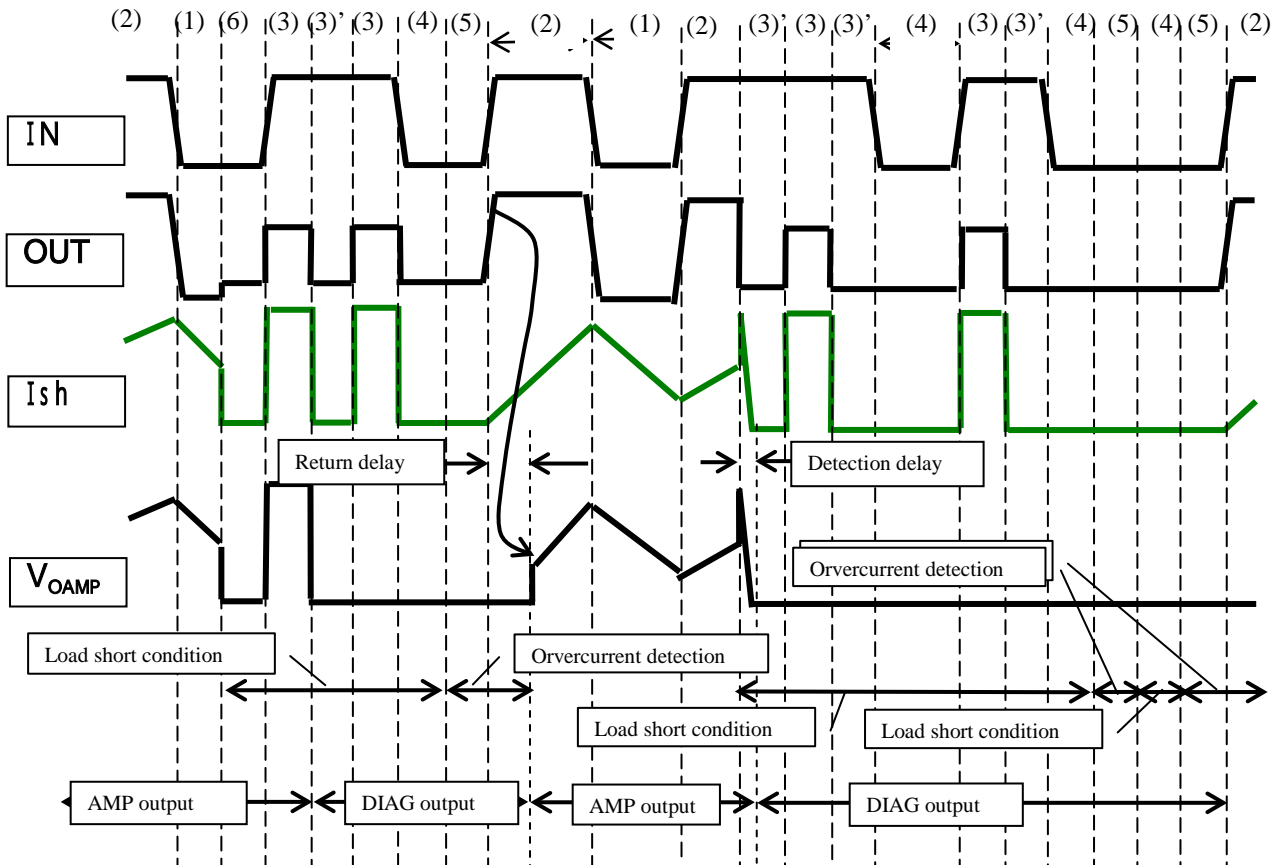 (2) (1) (6) (3) (3)’ (3) (4) (5) (2) (1) (2) (3)’ (3) (3)’ (4) (3) (3)’ (4) (5) (4) (5) (2)
IN
OUT
Ish
Return delay
Detection delay
VOAMP
Orvercurrent detection
Load short condition
Orvercurrent detection
Load short condition
Load short condition
AMP output
DIAG output
AMP output
DIAG output